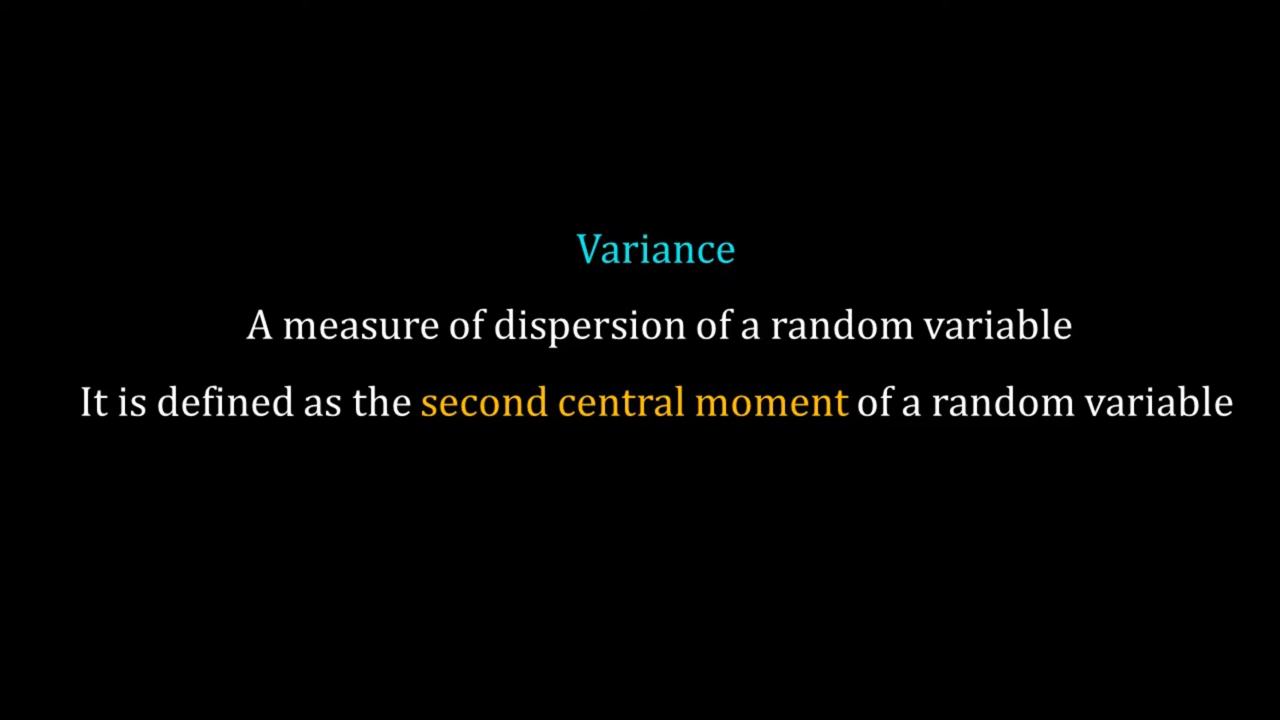 Variance
A measure of dispersion of a random variable
It is defined as the second central moment of a random variable